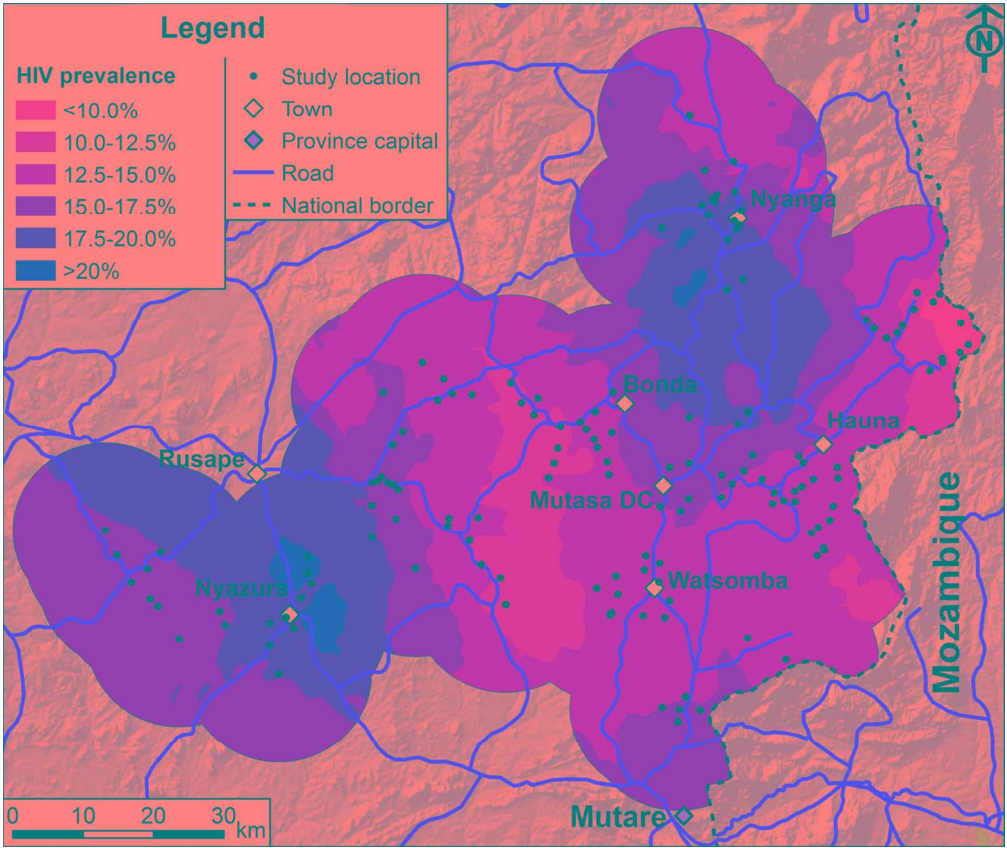 Legend
HIV prevalence
<10.0%
10.0-12.5%
12.5-15.0%
15.0-17.5%
17.5-20.0%
>20%
Study location
Town
Province capital
Road
National border
N
Nyanga
Bonda
Hauna
Rusape
Mutasa DC
Nyazura
Watsomba
Mozambique
Mutare
0 10 20 30
km